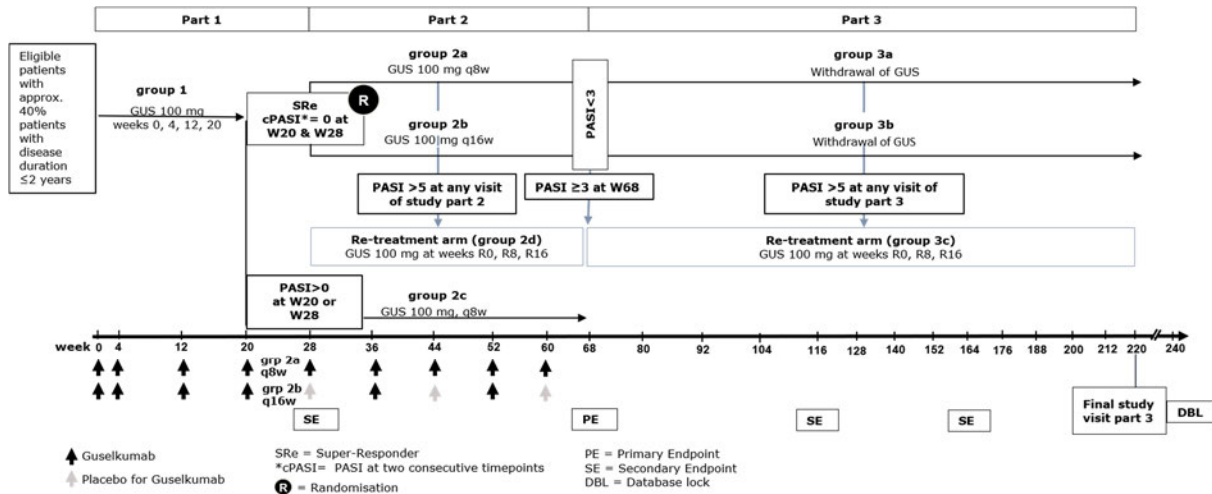 Part 1
Part 2
Part 3
Eligible
patients
with
approx.
40%
patients
with
disease
duration
≤2 years
group 1
GUS 100 mg
weeks 0, 4, 12, 20
SRe
cPASI*= 0 at
W20 & W28
R
group 2a
GUS 100 mg q8w
group 2b
GUS 100 mg q16w
PASI<3
group 3a
Withdrawal of GUS
group 3b
Withdrawal of GUS
PASI >5 at any visit
of study part 2
PASI ≥3 at W68
PASI >5 at any visit of
study part 3
Re-treatment arm (group 2d)
GUS 100 mg at weeks R0, R8, R16
Re-treatment arm (group 3c)
GUS 100 mg at weeks R0, R8, R16
PASI>0
at W20 or
W28
group 2c
GUS 100 mg, q8w
week 0 4 12 20 28 36 44 52 60 68 80 92 104 116 128 140 152 164 176 188 200 212 220 240
grp 2a
q8w
grp 2b
q16w
SE
PE
SE
SE
Final study
visit part 3
DBL
Guselkumab
Placebo for Guselkumab
SRe = Super-Responder
*cPASI= PASI at two consecutive timepoints
R = Randomisation
PE = Primary Endpoint
SE = Secondary Endpoint
DBL = Database lock